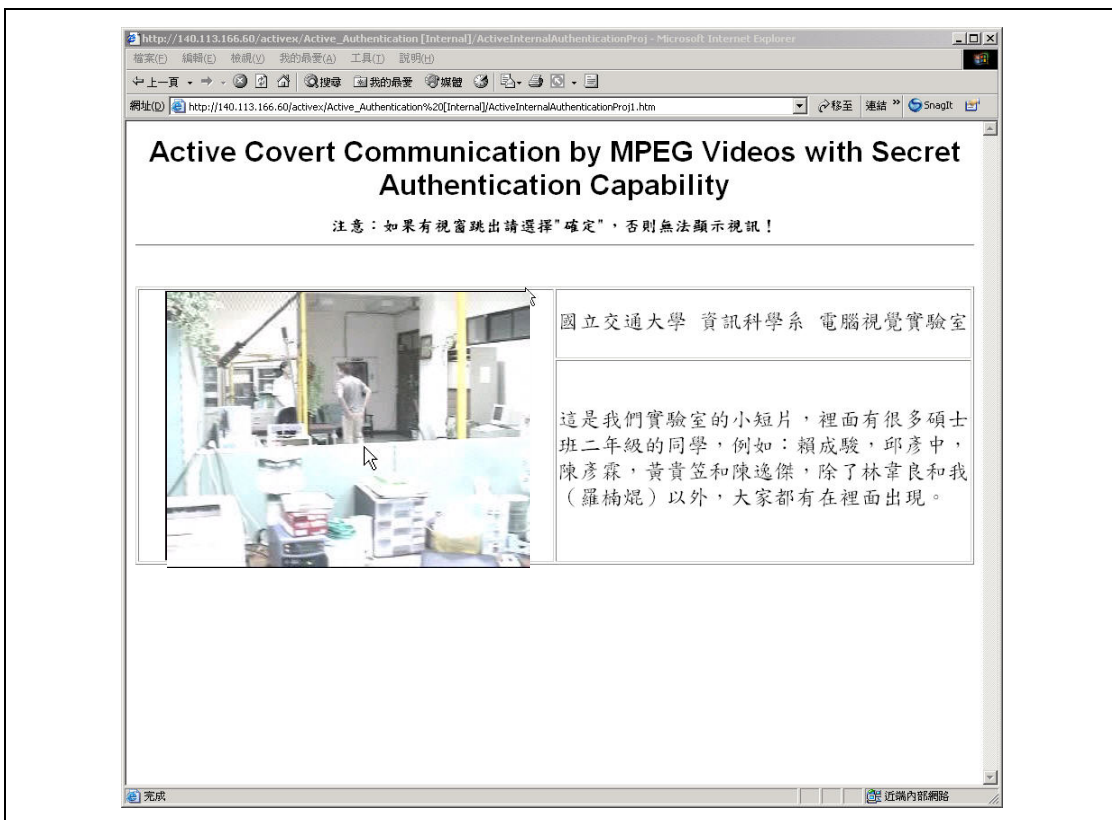 http://140.113.166.60/activex/Active_Authentication [Internal]/ActiveInternalAuthenticationProj - Microsoft Internet Explorer
檔案(F) 編輯(E) 檢視(V) 我的最愛(A) 工具(T) 說明(H)
上一頁 搜尋 我的最愛 媒體
網址(D) http://140.113.166.60/activex/Active_Authentication%20[Internal]/ActiveInternalAuthenticationProj1.htm 移至 連結 » SnagIt
Active Covert Communication by MPEG Videos with Secret
Authentication Capability
注意：如果有視窗跳出請選擇"確定"，否則無法顯示視訊！
國立交通大學 資訊科學系 電腦視覺實驗室
這是我們實驗室的小短片，裡面有很多碩士
班二年級的同學，例如：賴成駿，邱彥中，
陳彥霖，黃貴笠和陳逸傑，除了林韋良和我
（羅楠焜）以外，大家都有在裡面出現。
完成 近端內部網路